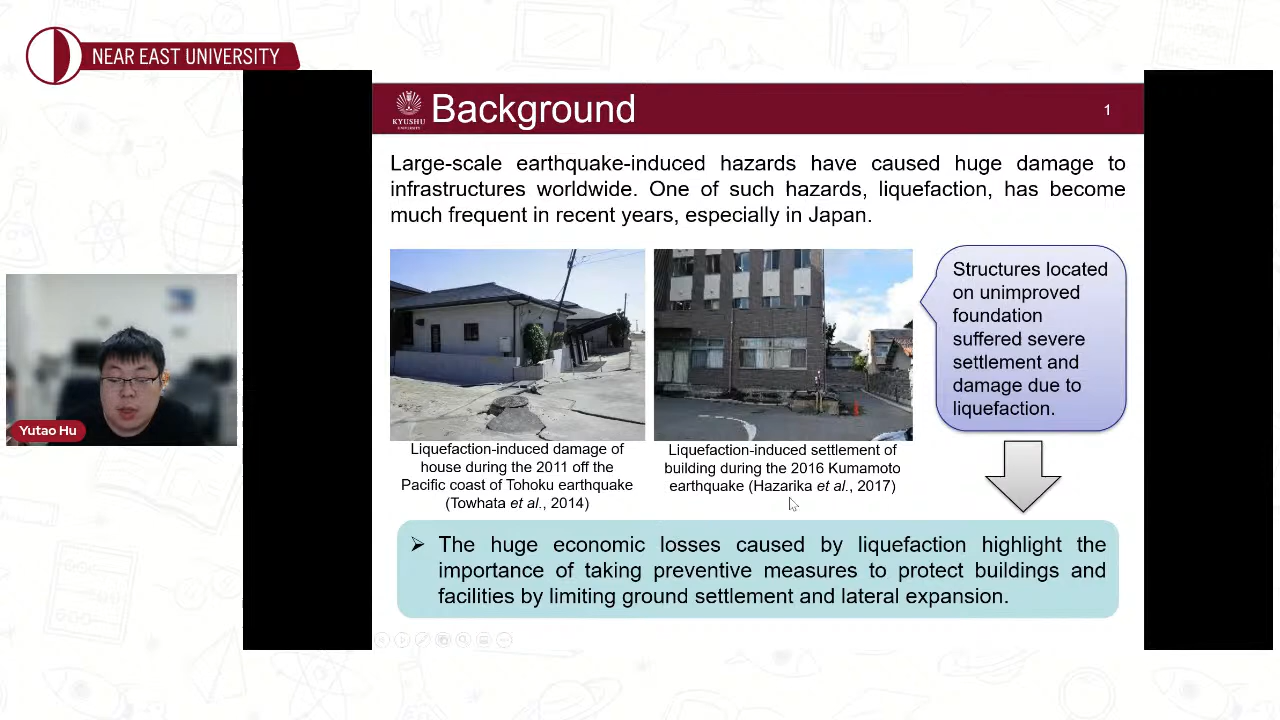 NEAR EAST UNIVERSITY
KYUSHU
UNIVERSITY
Background
1
Large-scale earthquake-induced hazards have caused huge damage to
infrastructures worldwide. One of such hazards, liquefaction, has become
much frequent in recent years, especially in Japan.
Structures located
on unimproved
foundation
suffered severe
settlement and
damage due to
liquefaction.
Liquefaction-induced damage of
house during the 2011 off the
Pacific coast of Tohoku earthquake
(Towhata et al., 2014)
Liquefaction-induced settlement of
building during the 2016 Kumamoto
earthquake (Hazarika et al., 2017)
Yutao Hu
➢ The huge economic losses caused by liquefaction highlight the
importance of taking preventive measures to protect buildings and
facilities by limiting ground settlement and lateral expansion.